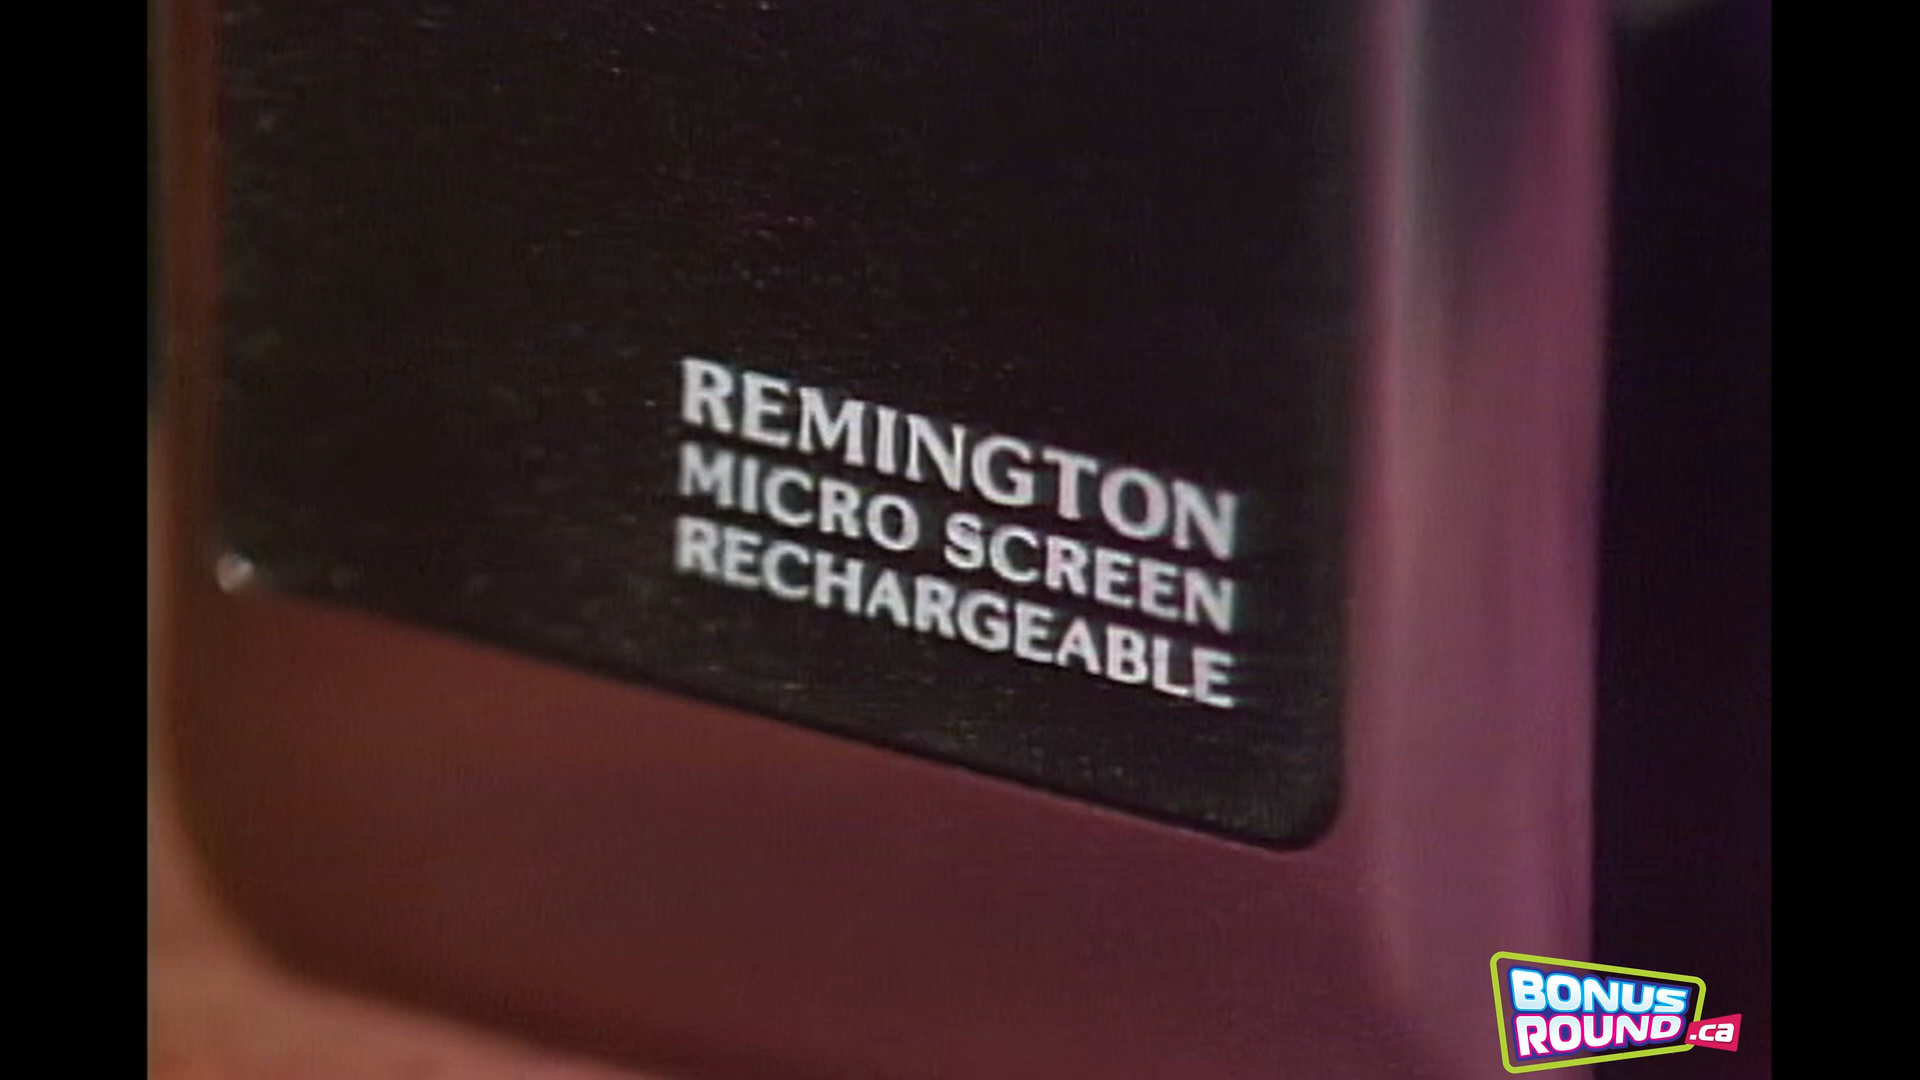 REMINGTON
MICRO SCREEN
RECHARGEABLE
BONUS
ROUND.ca